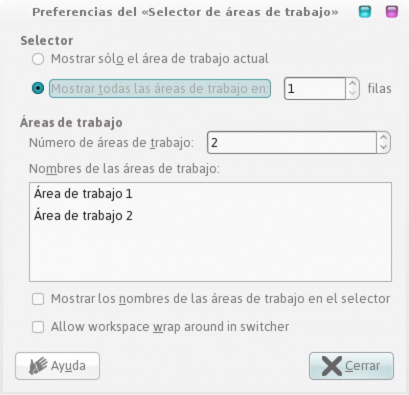 Preferencias del «Selector de áreas de trabajo»
Selector
Mostrar sólo el área de trabajo actual
Mostrar todas las áreas de trabajo en: 1 filas
Áreas de trabajo
Número de áreas de trabajo: 2
Nombres de las áreas de trabajo:
Área de trabajo 1
Área de trabajo 2
Mostrar los nombres de las áreas de trabajo en el selector
Allow workspace wrap around in switcher
Ayuda Cerrar